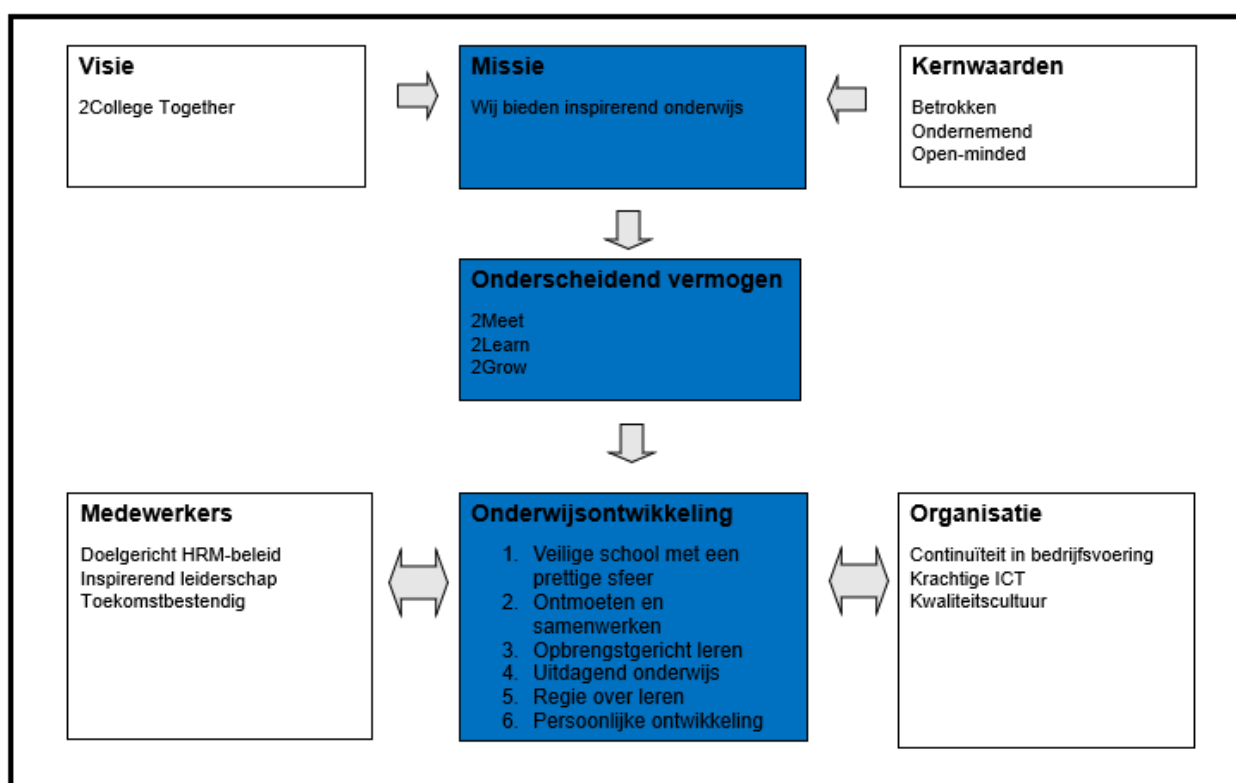 Visie
2College Together
Missie
Wij bieden inspirerend onderwijs
Kernwaarden
Betrokken
Ondernemend
Open-minded
Onderscheidend vermogen
2Meet
2Learn
2Grow
Medewerkers
Doelgericht HRM-beleid
Inspirerend leiderschap
Toekomstbestendig
Onderwijsontwikkeling
1. Veilige school met een
prettige sfeer
2. Ontmoeten en
samenwerken
3. Opbrengstgericht leren
4. Uitdagend onderwijs
5. Regie over leren
6. Persoonlijke ontwikkeling
Organisatie
Continuïteit in bedrijfsvoering
Krachtige ICT
Kwaliteitscultuur